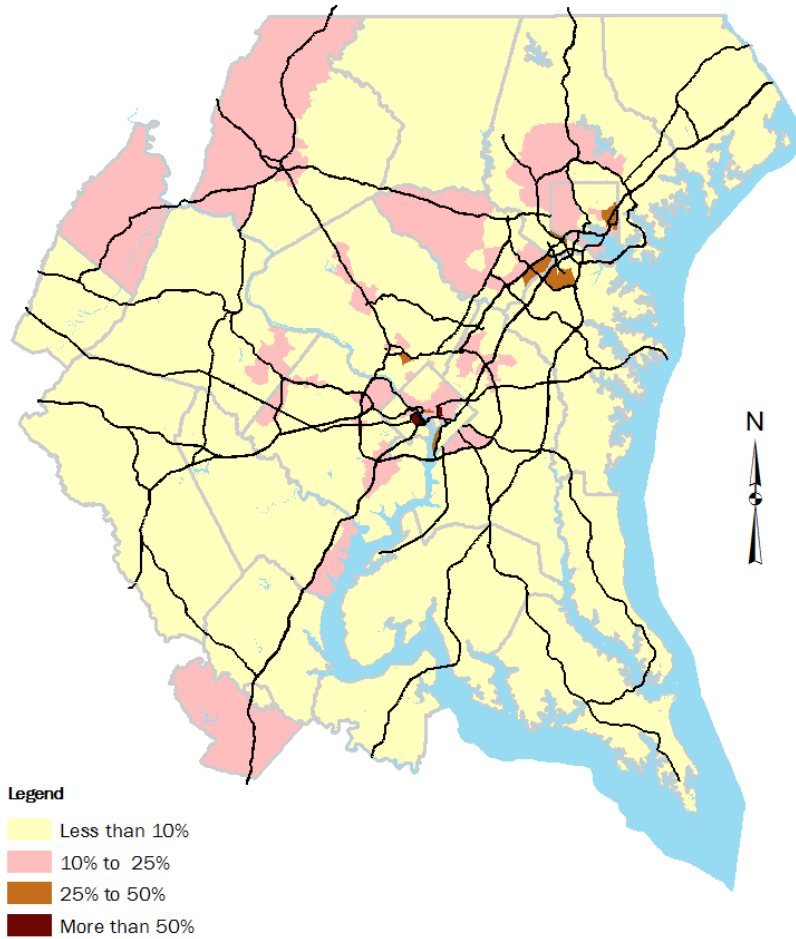 N
Legend
Less than 10%
10% to 25%
25% to 50%
More than 50%